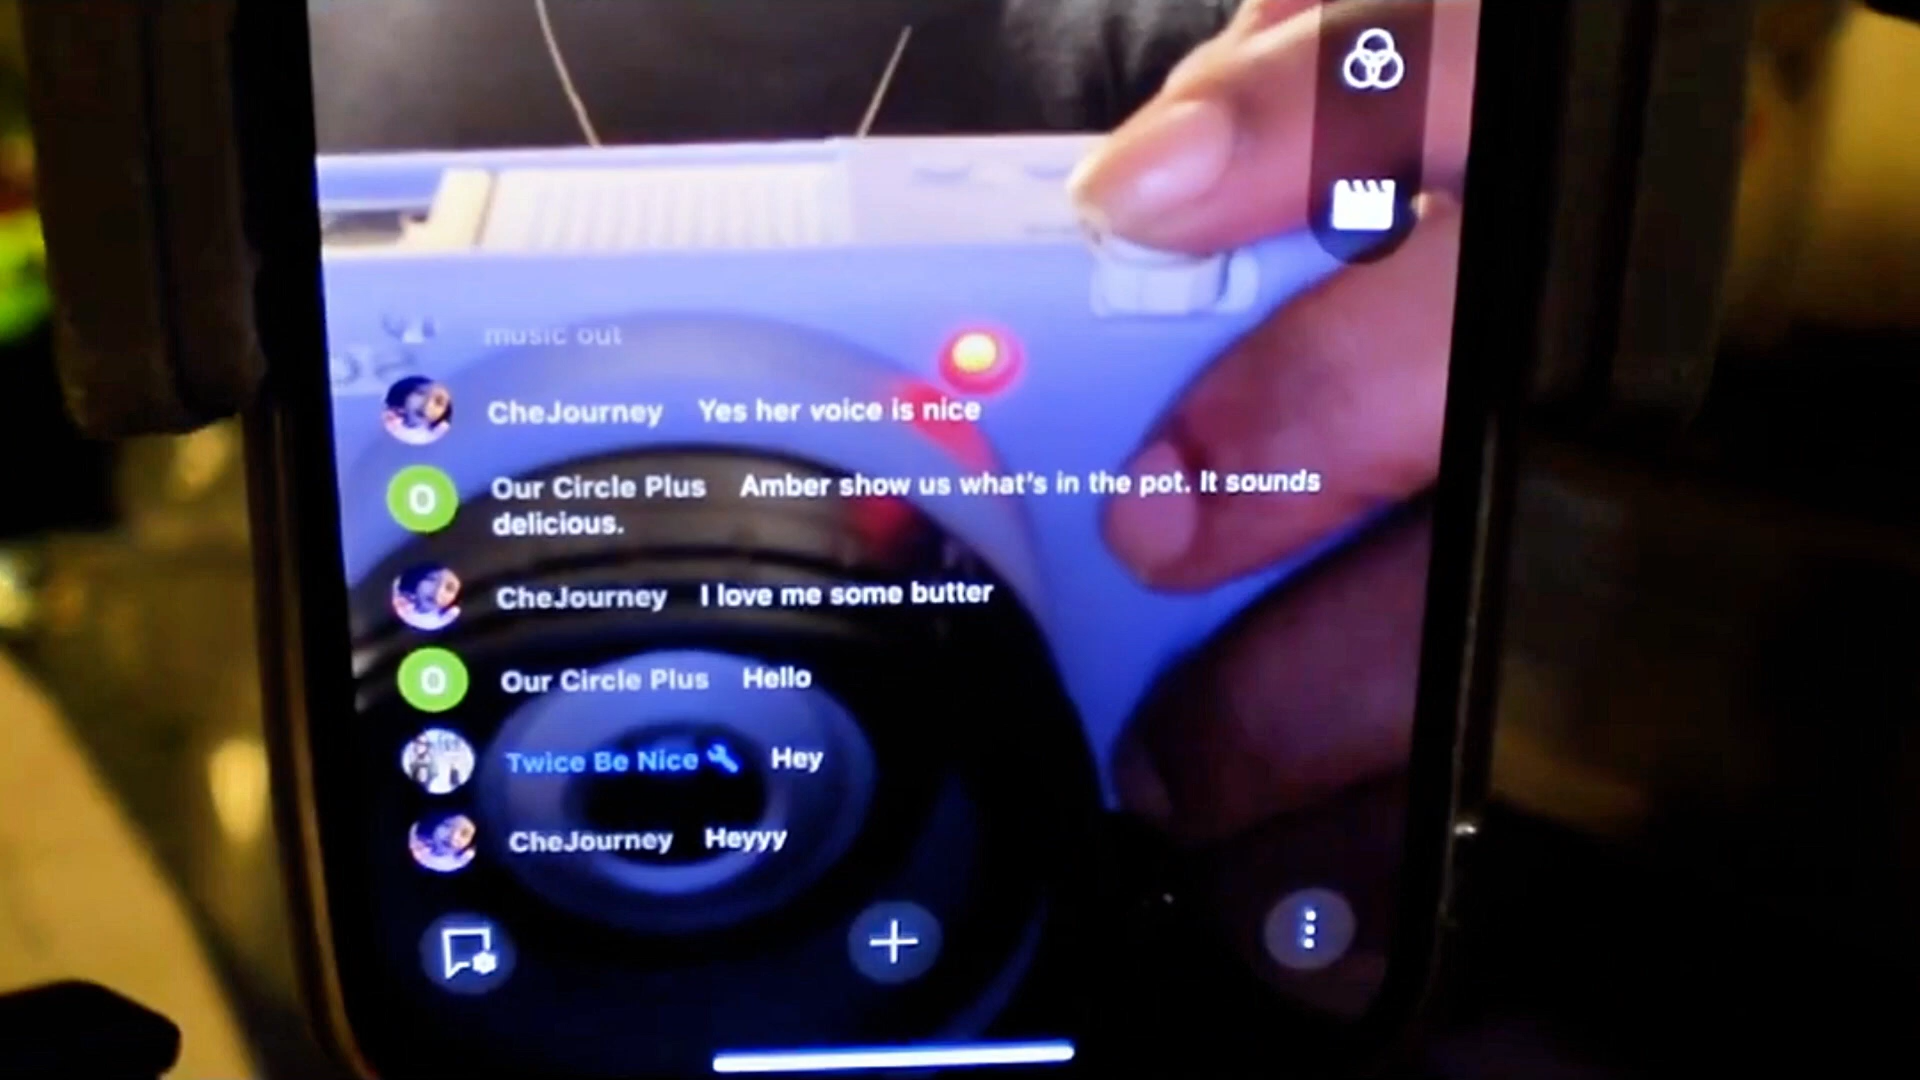 music out
CheJourney Yes her voice is nice
Our Circle Plus Amber show us what's in the pot. It sounds
delicious.
CheJourney I love me some butter
Our Circle Plus Hello
Twice Be Nice Hey
CheJourney Heyyy